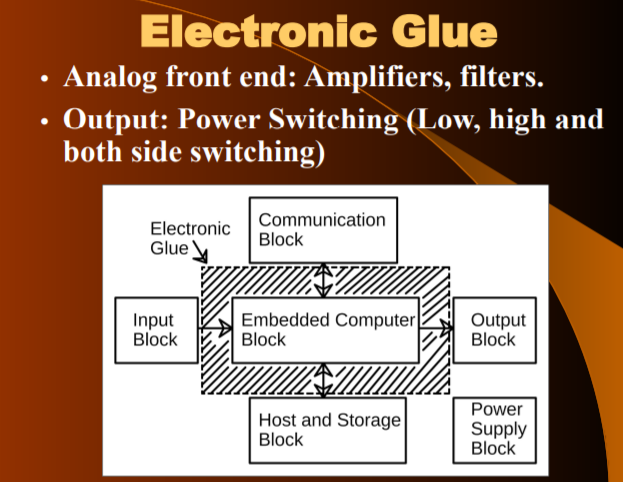 Electronic Glue
• Analog front end: Amplifiers, filters.
• Output: Power Switching (Low, high and
both side switching)
Electronic
Glue
Communication
Block
Input
Block
Embedded Computer
Block
Output
Block
Host and Storage
Block
Power
Supply
Block